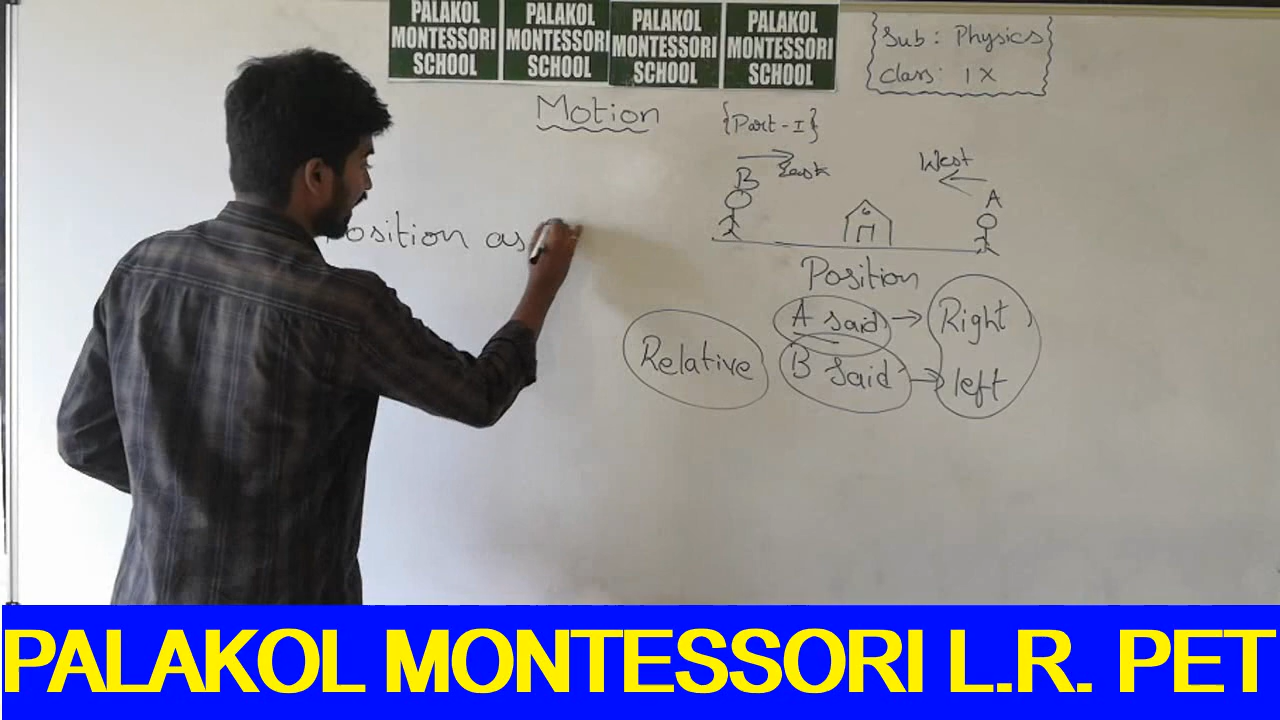 PALAKOL
MONTESSORI
SCHOOL
PALAKOL
MONTESSORI
SCHOOL
PALAKOL
MONTESSORI
SCHOOL
PALAKOL
MONTESSORI
SCHOOL
Sub: Physics
Class: IX
Motion
{Part-I}
East
West
B
A
Position as
Position
A said → Right
Relative
B said → left
PALAKOL MONTESSORI L.R. PET